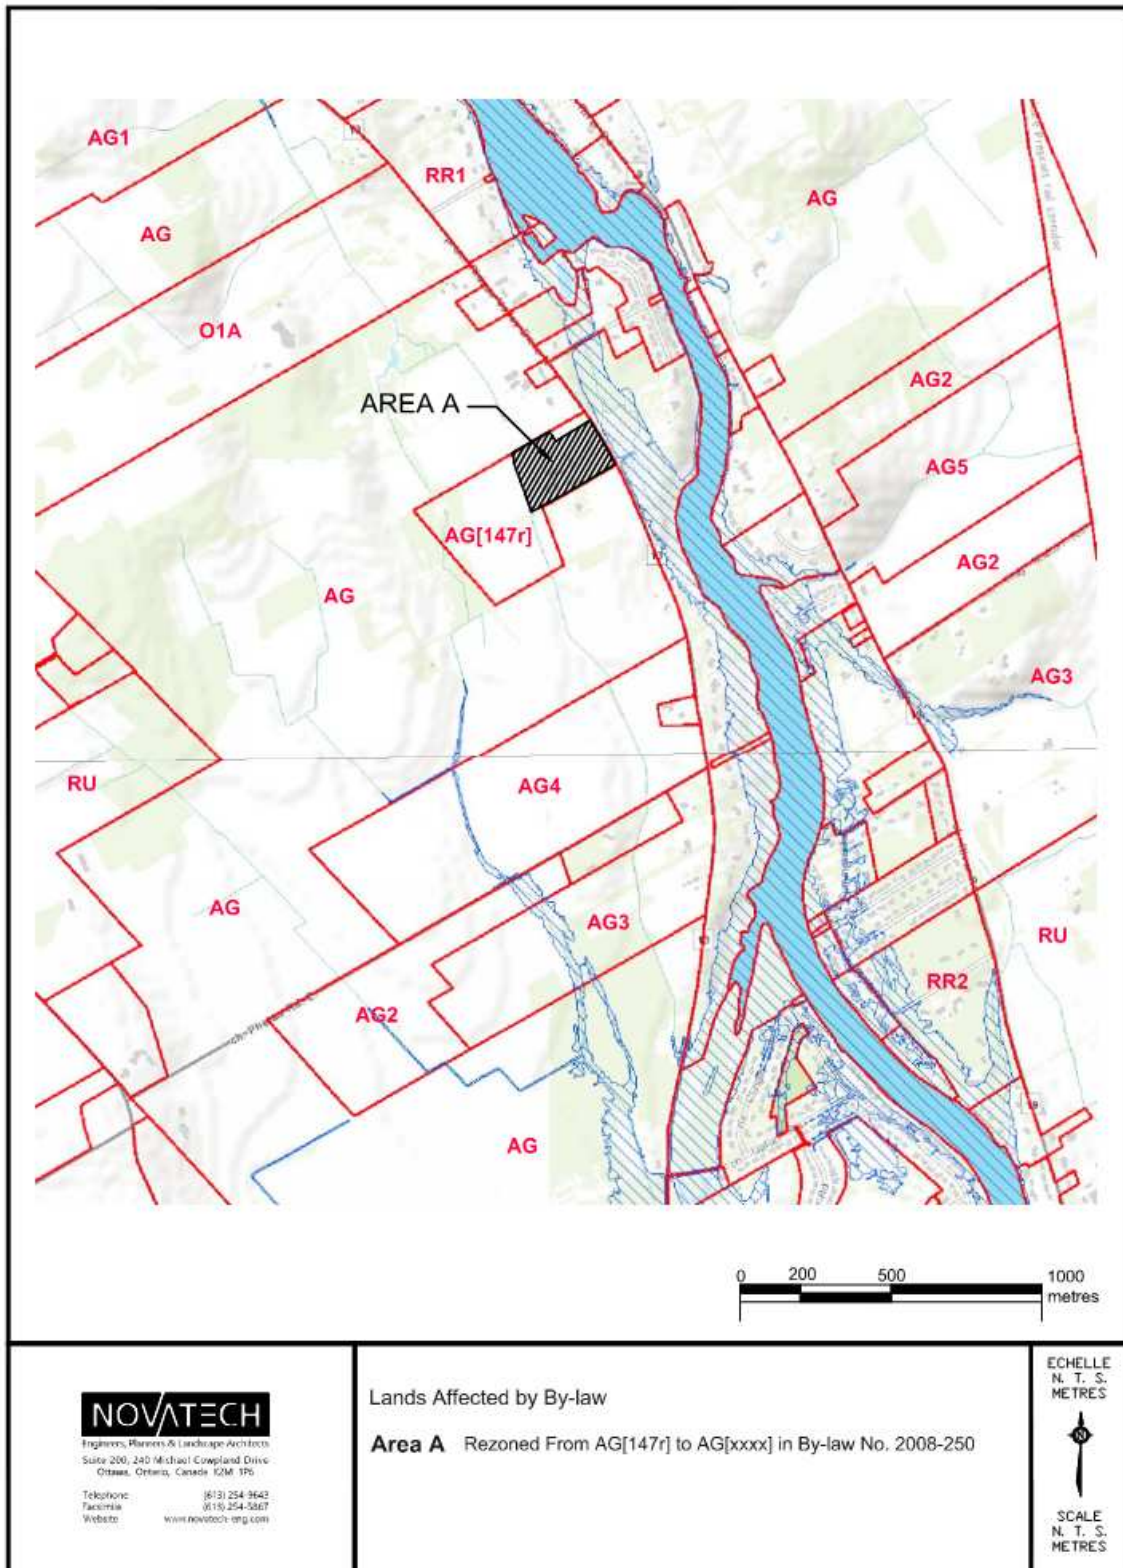 AG1
RR1
AG
AG
O1A
AREA A
AG2
AG5
AG[147r]
AG2
AG
AG3
RU
AG4
AG
AG3
RU
RR2
AG2
AG
0 200 500 1000
metres
NOVATECH
Engineers, Planners & Landscape Architects
Suite 200, 240 Michael Cowpland Drive
Ottawa, Ontario, Canada K2M 1P6
Telephone (613) 254-9643
Facsimile (613) 254-5867
Website www.novatech-eng.com
Lands Affected by By-law
Area A Rezoned From AG[147r] to AG[xxxx] in By-law No. 2008-250
ECHELLE
N. T. S.
METRES
N
SCALE
N. T. S.
METRES